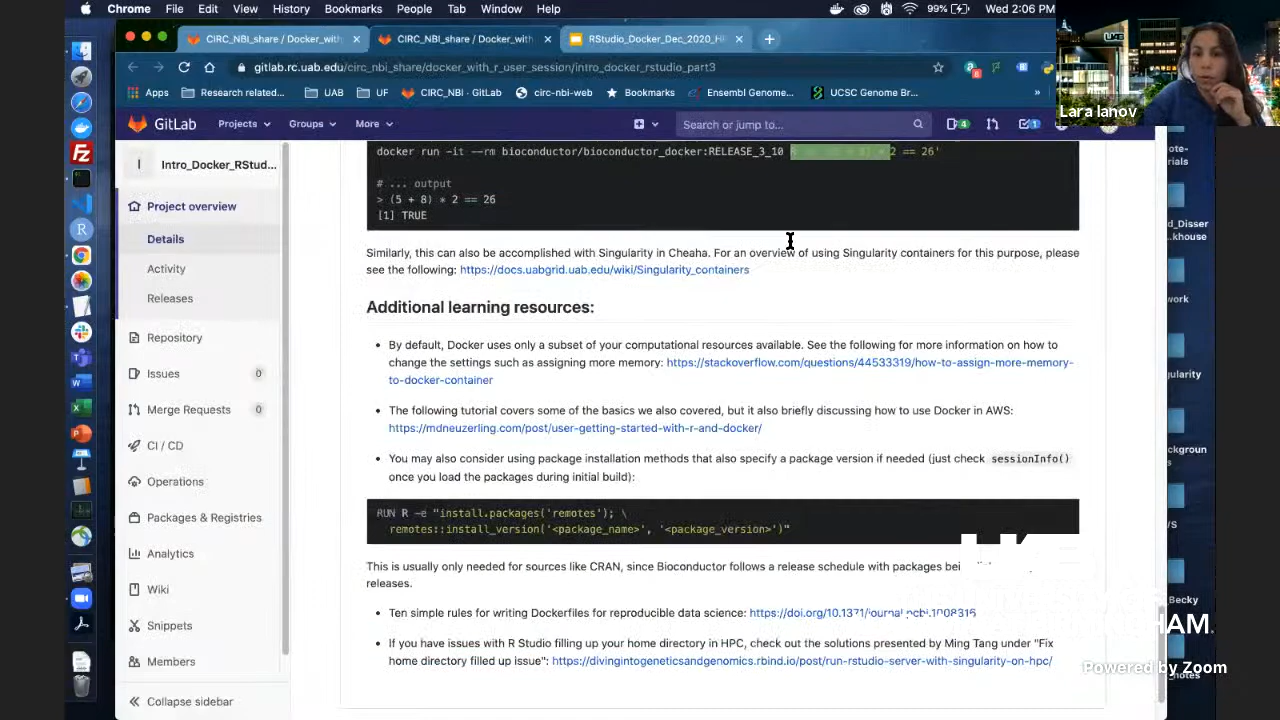 Chrome File Edit View History Bookmarks People Tab Window Help 99% Wed 2:06 PM
CIRC_NBI_share / Docker_with CIRC_NBI_share / Docker_with RStudio_Docker_Dec_2020_H
gitlab.rc.uab.edu/circ_nbi_share/docker_with_r_user_session/intro_docker_rstudio_part3
Apps Research related... UAB UF CIRC_NBI - GitLab circ-nbi-web Bookmarks Ensembl Genome... UCSC Genome Br... »
Lara Ianov
UAB
GitLab Projects Groups More Search or jump to... 4 1
Intro_Docker_RStud...
Project overview
Details
Activity
Releases
Repository
Issues 0
Merge Requests 0
CI / CD
Operations
Packages & Registries
Analytics
Wiki
Snippets
Members
Collapse sidebar
docker run -it --rm bioconductor/bioconductor_docker:RELEASE_3_10 2 == 26'
# ... output
> (5 + 8) * 2 == 26
[1] TRUE
Similarly, this can also be accomplished with Singularity in Cheaha. For an overview of using Singularity containers for this purpose, please
see the following: https://docs.uabgrid.uab.edu/wiki/Singularity_containers
Additional learning resources:
• By default, Docker uses only a subset of your computational resources available. See the following for more information on how to
change the settings such as assigning more memory: https://stackoverflow.com/questions/44533319/how-to-assign-more-memory-
to-docker-container
• The following tutorial covers some of the basics we also covered, but it also briefly discussing how to use Docker in AWS:
https://mdneuzerling.com/post/user-getting-started-with-r-and-docker/
• You may also consider using package installation methods that also specify a package version if needed (just check sessionInfo()
once you load the packages during initial build):
RUN R -e "install.packages('remotes'); \
remotes::install_version('<package_name>', '<package_version>')"
This is usually only needed for sources like CRAN, since Bioconductor follows a release schedule with packages
releases.
• Ten simple rules for writing Dockerfiles for reproducible data science: https://doi.org/10.1371/journal.pcbi.1008316
• If you have issues with R Studio filling up your home directory in HPC, check out the solutions presented by Ming Tang under "Fix
home directory filled up issue": https://divingintogeneticsandgenomics.rbind.io/post/run-rstudio-server-with-singularity-on-hpc/
Powered by Zoom